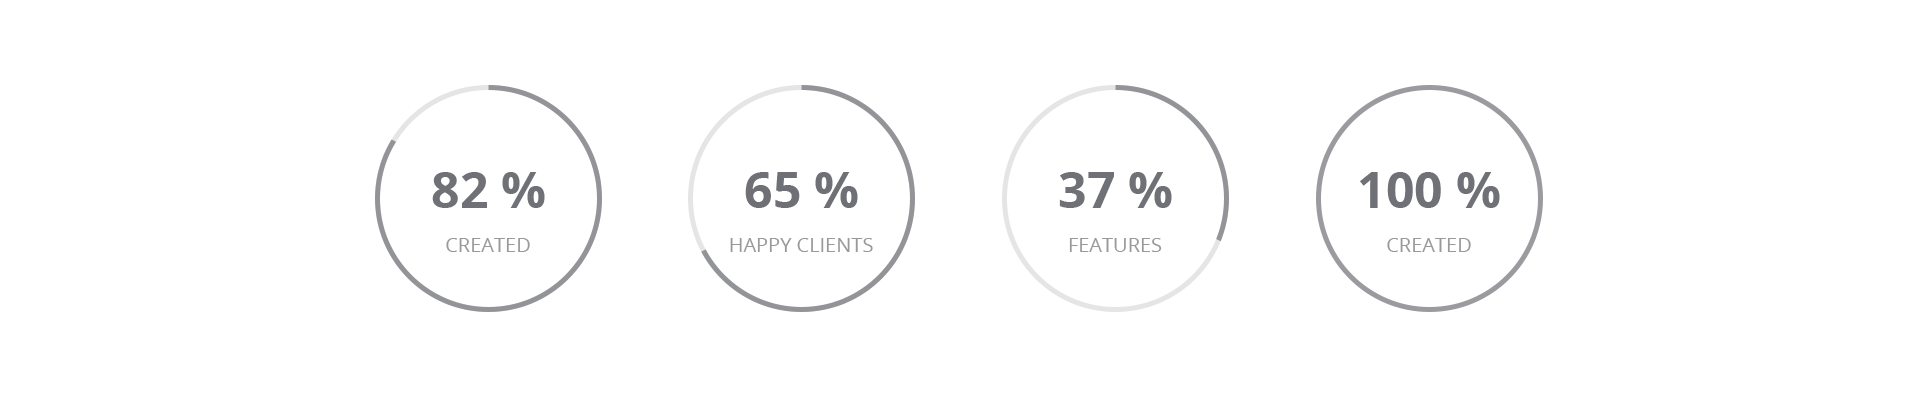 82 %
CREATED
65 %
HAPPY CLIENTS
37 %
FEATURES
100 %
CREATED